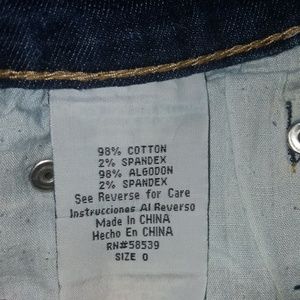 98% COTTON
2% SPANDEX
98% ALGODON
2% SPANDEX
See Reverse for Care
Instrucciones Al Reverso
Made In CHINA
Hecho En CHINA
RN#58539
SIZE 0